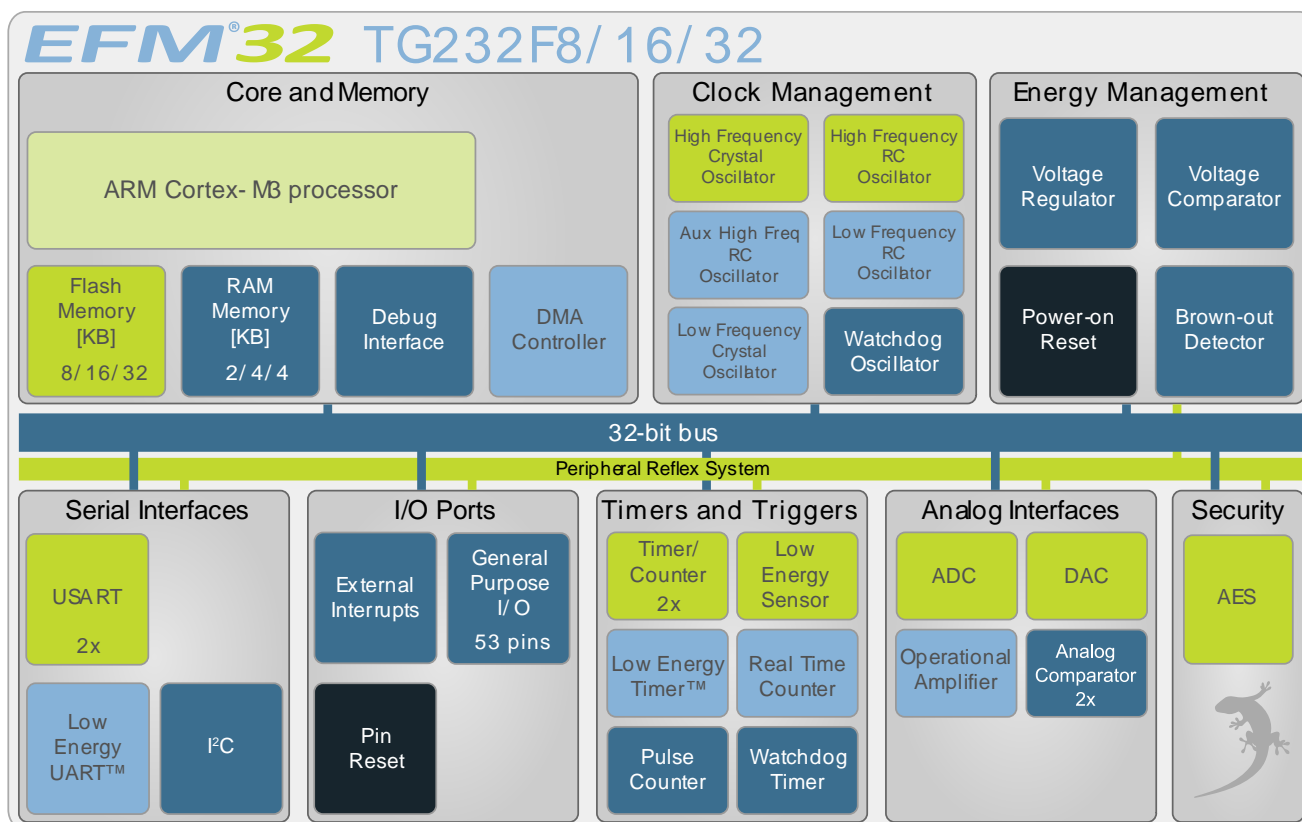 EFM®32 TG232F8/16/32
Core and Memory
ARM Cortex-M3 processor
Flash
Memory
[KB]
8/16/32
RAM
Memory
[KB]
2/4/4
Debug
Interface
DMA
Controller
Clock Management
High Frequency
Crystal
Oscillator
High Frequency
RC
Oscillator
Aux High Freq
RC
Oscillator
Low Frequency
RC
Oscillator
Low Frequency
Crystal
Oscillator
Watchdog
Oscillator
Energy Management
Voltage
Regulator
Voltage
Comparator
Power-on
Reset
Brown-out
Detector
32-bit bus
Peripheral Reflex System
Serial Interfaces
USART
2x
Low
Energy
UART™
I²C
I/O Ports
External
Interrupts
General
Purpose
I/O
53 pins
Pin
Reset
Timers and Triggers
Timer/
Counter
2x
Low
Energy
Sensor
Low Energy
Timer™
Real Time
Counter
Pulse
Counter
Watchdog
Timer
Analog Interfaces
ADC
DAC
Operational
Amplifier
Analog
Comparator
2x
Security
AES